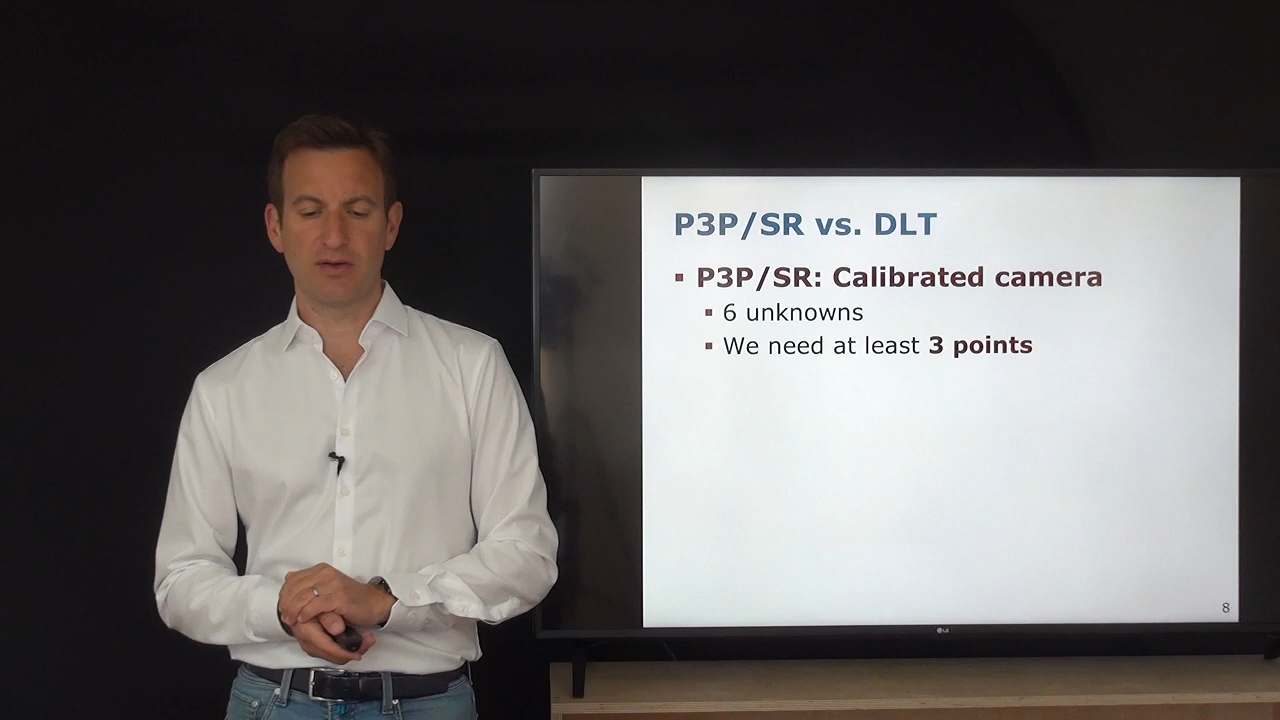 P3P/SR vs. DLT
▪ P3P/SR: Calibrated camera
▪ 6 unknowns
▪ We need at least 3 points
8
LG